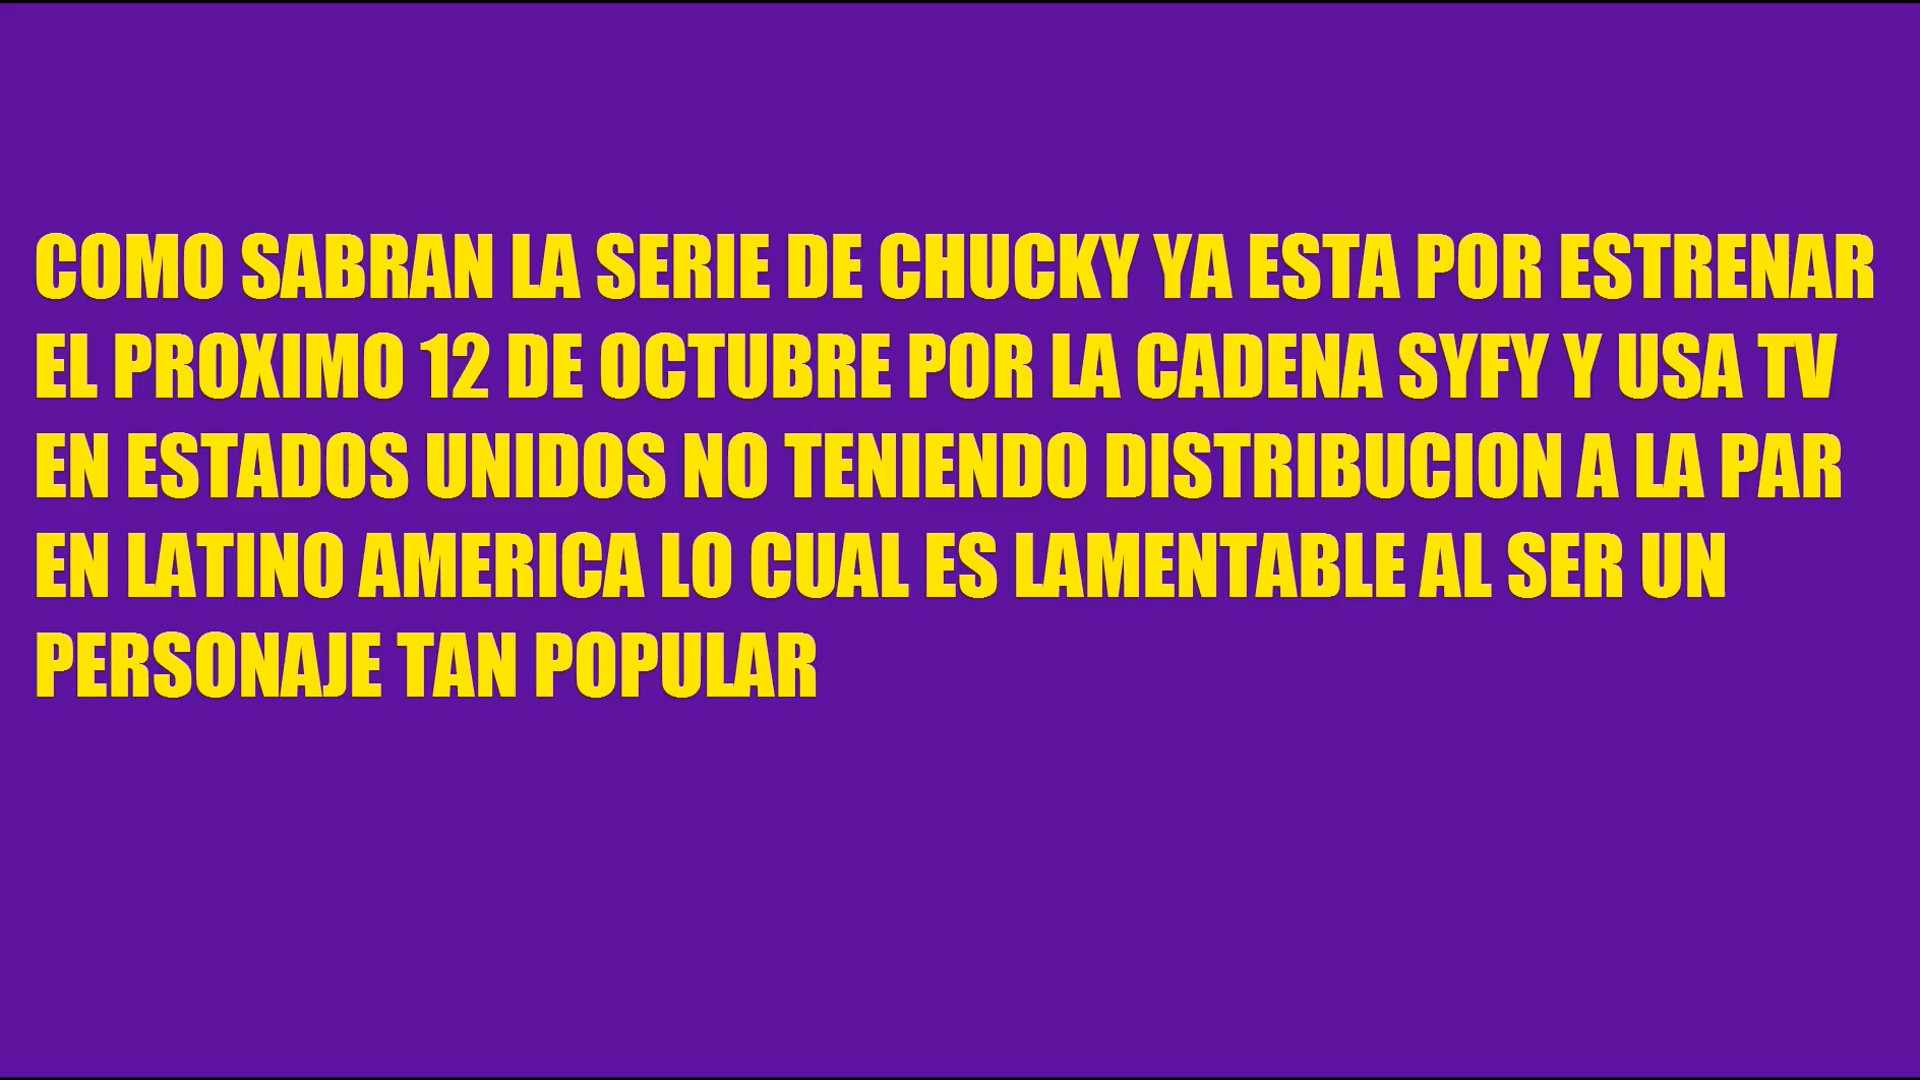 COMO SABRAN LA SERIE DE CHUCKY YA ESTA POR ESTRENAR
EL PROXIMO 12 DE OCTUBRE POR LA CADENA SYFY Y USA TV
EN ESTADOS UNIDOS NO TENIENDO DISTRIBUCION A LA PAR
EN LATINO AMERICA LO CUAL ES LAMENTABLE AL SER UN
PERSONAJE TAN POPULAR